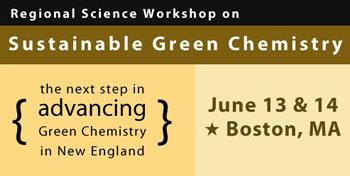 Regional Science Workshop on
Sustainable Green Chemistry
the next step in
{ advancing }
Green Chemistry
in New England
June 13 & 14
★ Boston, MA